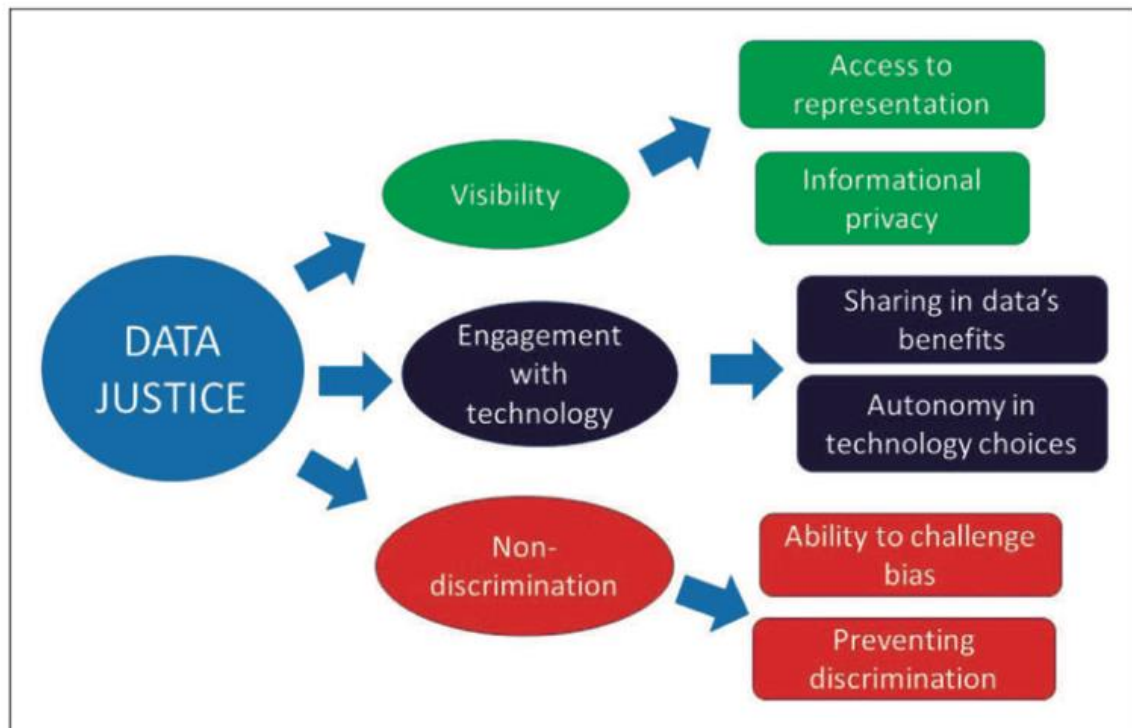 DATA
JUSTICE
Visibility
Access to
representation
Informational
privacy
Engagement
with
technology
Sharing in data's
benefits
Autonomy in
technology choices
Non-
discrimination
Ability to challenge
bias
Preventing
discrimination